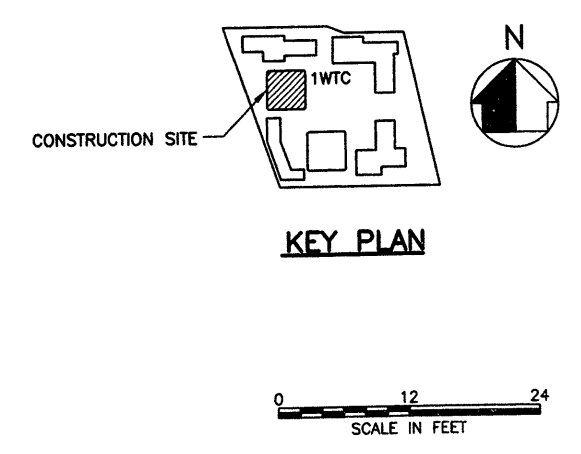 N
1WTC
CONSTRUCTION SITE
KEY PLAN
0 12 24
SCALE IN FEET